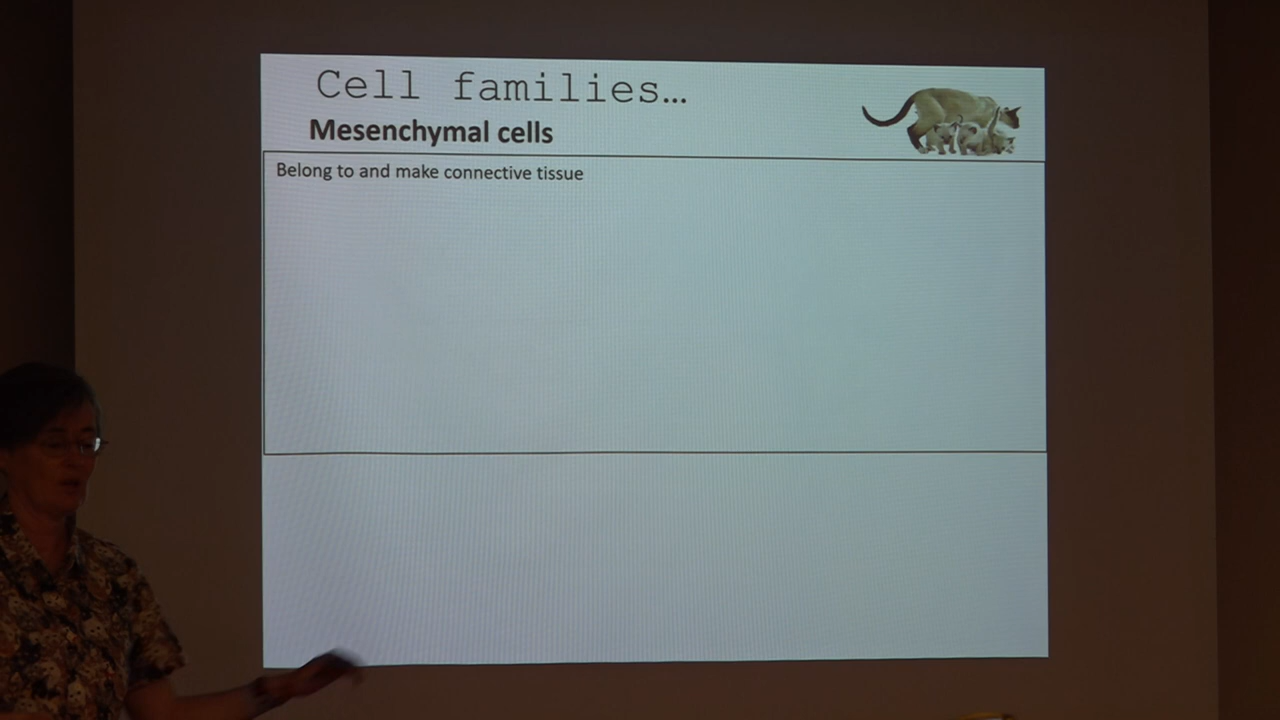 Cell families…
Mesenchymal cells
Belong to and make connective tissue